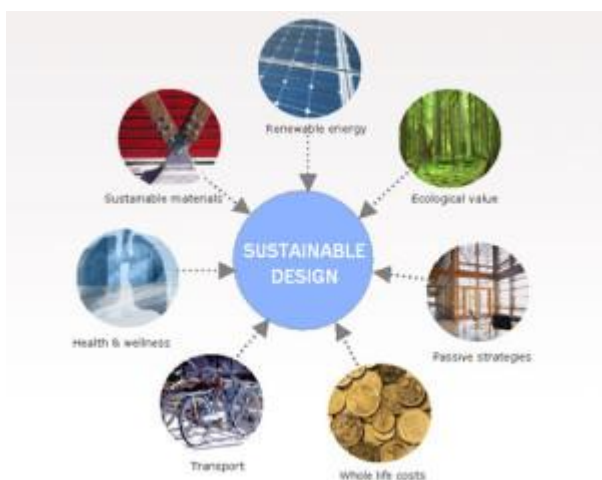 Renewable energy
Sustainable materials
Ecological value
SUSTAINABLE
DESIGN
Health & wellness
Passive strategies
Transport
Whole life costs